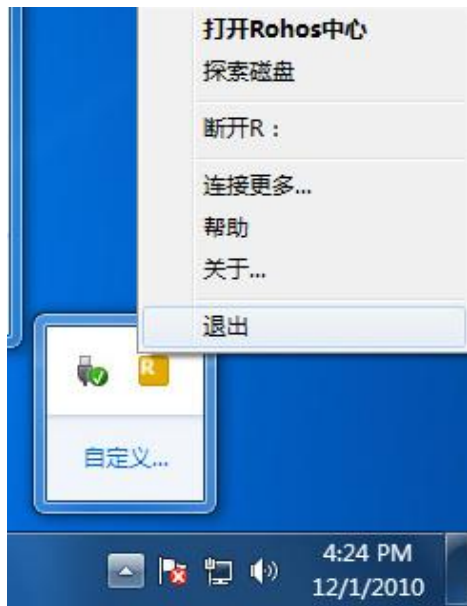 打开Rohos中心
探索磁盘
断开R：
连接更多...
帮助
关于...
退出
R
自定义...
4:24 PM
12/1/2010